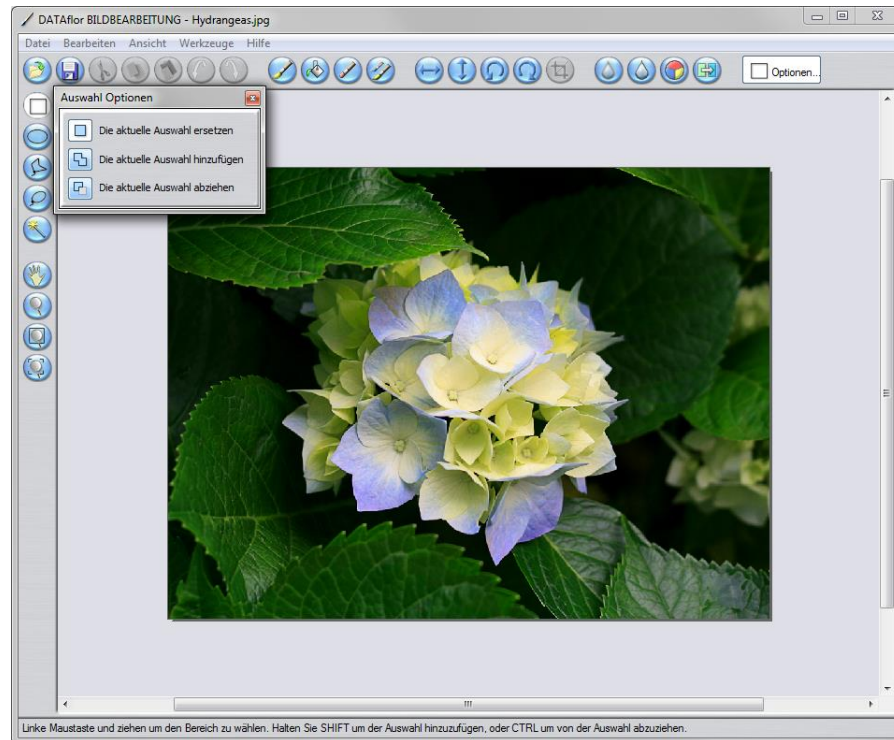 DATAflor BILDBEARBEITUNG - Hydrangeas.jpg
Datei Bearbeiten Ansicht Werkzeuge Hilfe
Optionen...
Auswahl Optionen
Die aktuelle Auswahl ersetzen
Die aktuelle Auswahl hinzufügen
Die aktuelle Auswahl abziehen
Linke Maustaste und ziehen um den Bereich zu wählen. Halten Sie SHIFT um der Auswahl hinzuzufügen, oder CTRL um von der Auswahl abzuziehen.